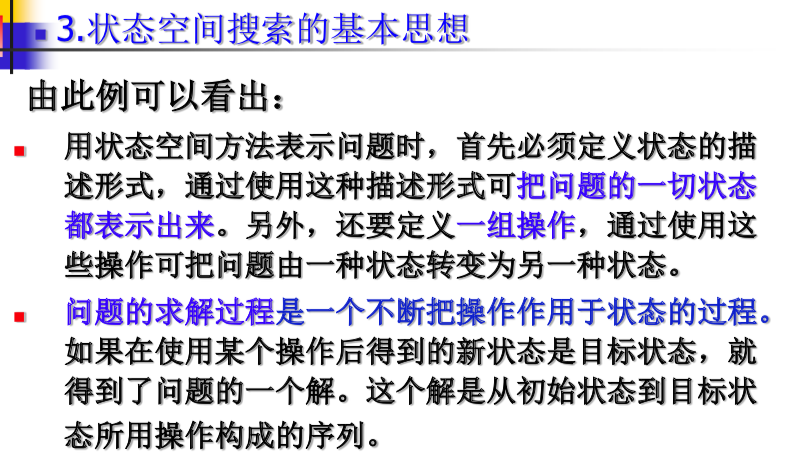 3.状态空间搜索的基本思想
由此例可以看出：
用状态空间方法表示问题时，首先必须定义状态的描
述形式，通过使用这种描述形式可把问题的一切状态
都表示出来。另外，还要定义一组操作，通过使用这
些操作可把问题由一种状态转变为另一种状态。
问题的求解过程是一个不断把操作作用于状态的过程。
如果在使用某个操作后得到的新状态是目标状态，就
得到了问题的一个解。这个解是从初始状态到目标状
态所用操作构成的序列。